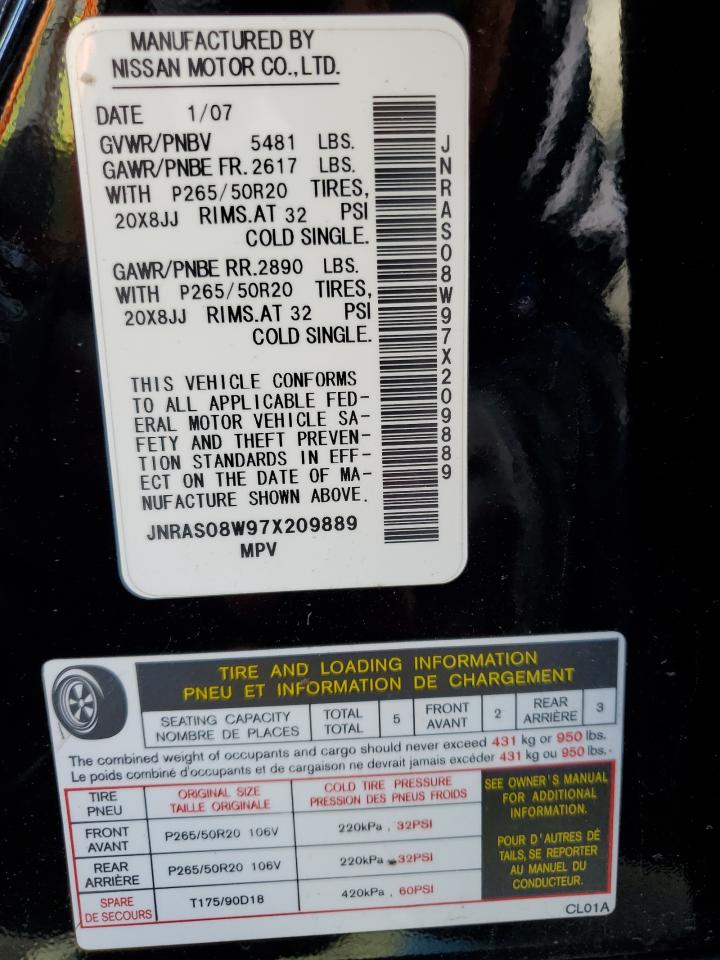 MANUFACTURED BY
NISSAN MOTOR CO.,LTD.
DATE 1/07
GVWR/PNBV 5481 LBS.
GAWR/PNBE FR.2617 LBS.
WITH P265/50R20 TIRES,
20X8JJ RIMS.AT 32 PSI
COLD SINGLE.
GAWR/PNBE RR.2890 LBS.
WITH P265/50R20 TIRES,
20X8JJ RIMS.AT 32 PSI
COLD SINGLE.
THIS VEHICLE CONFORMS
TO ALL APPLICABLE FED-
ERAL MOTOR VEHICLE SA-
FETY AND THEFT PREVEN-
TION STANDARDS IN EFF-
ECT ON THE DATE OF MA-
NUFACTURE SHOWN ABOVE.
JNRAS08W97X209889
MPV
JNRAS08W97X209889
TIRE AND LOADING INFORMATION
PNEU ET INFORMATION DE CHARGEMENT
SEATING CAPACITY TOTAL 5 FRONT 2 REAR 3
NOMBRE DE PLACES TOTAL AVANT ARRIÈRE
The combined weight of occupants and cargo should never exceed 431 kg or 950 lbs.
Le poids combiné d'occupants et de cargaison ne devrait jamais excéder 431 kg ou 950 lbs.
TIRE ORIGINAL SIZE COLD TIRE PRESSURE
PNEU TAILLE ORIGINALE PRESSION DES PNEUS FROIDS
FRONT P265/50R20 106V 220kPa , 32PSI
AVANT
REAR P265/50R20 106V 220kPa , 32PSI
ARRIÈRE
SPARE T175/90D18 420kPa , 60PSI
DE SECOURS
SEE OWNER'S MANUAL
FOR ADDITIONAL
INFORMATION.
POUR D'AUTRES DÉ
TAILS, SE REPORTER
AU MANUEL DU
CONDUCTEUR.
CL01A